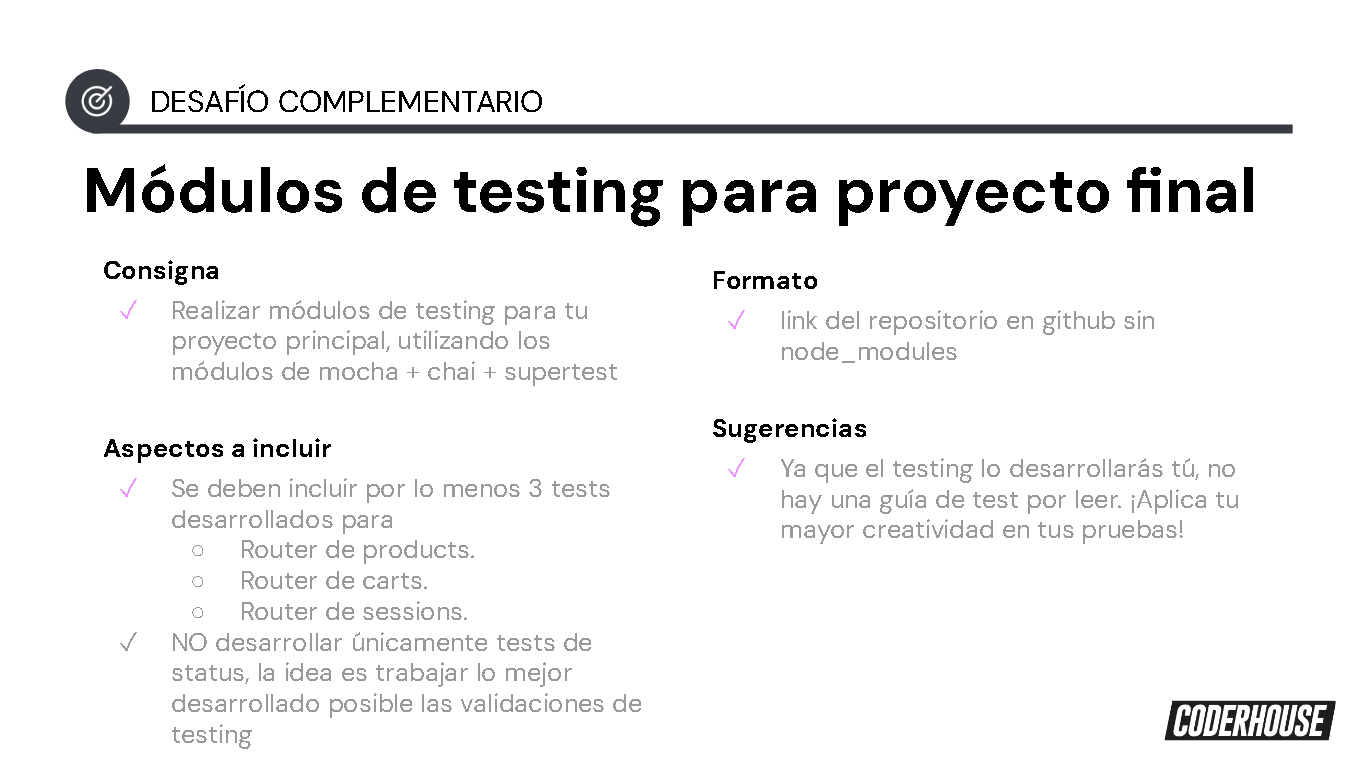 DESAFÍO COMPLEMENTARIO
Módulos de testing para proyecto final
Consigna
✓ Realizar módulos de testing para tu
proyecto principal, utilizando los
módulos de mocha + chai + supertest
Aspectos a incluir
✓ Se deben incluir por lo menos 3 tests
desarrollados para
○ Router de products.
○ Router de carts.
○ Router de sessions.
✓ NO desarrollar únicamente tests de
status, la idea es trabajar lo mejor
desarrollado posible las validaciones de
testing
Formato
✓ link del repositorio en github sin
node_modules
Sugerencias
✓ Ya que el testing lo desarrollarás tú, no
hay una guía de test por leer. ¡Aplica tu
mayor creatividad en tus pruebas!
CODERHOUSE